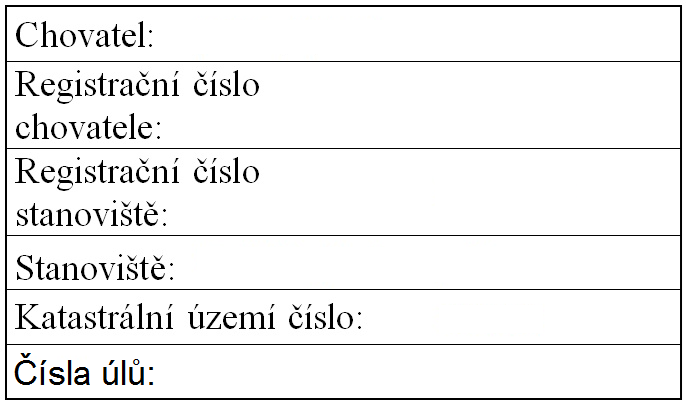 Chovatel:
Registrační číslo
chovatele:
Registrační číslo
stanoviště:
Stanoviště:
Katastrální území číslo:
Čísla úlů: